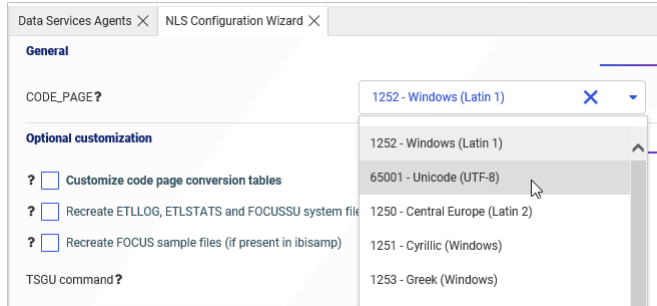 Data Services Agents
NLS Configuration Wizard
General
CODE_PAGE?
1252 - Windows (Latin 1)
1252 - Windows (Latin 1)
Optional customization
65001 - Unicode (UTF-8)
? Customize code page conversion tables
1250 - Central Europe (Latin 2)
? Recreate ETLLOG, ETLSTATS and FOCUSSU system file
1251 - Cyrillic (Windows)
? Recreate FOCUS sample files (if present in ibisamp)
1253 - Greek (Windows)
TSGU command?